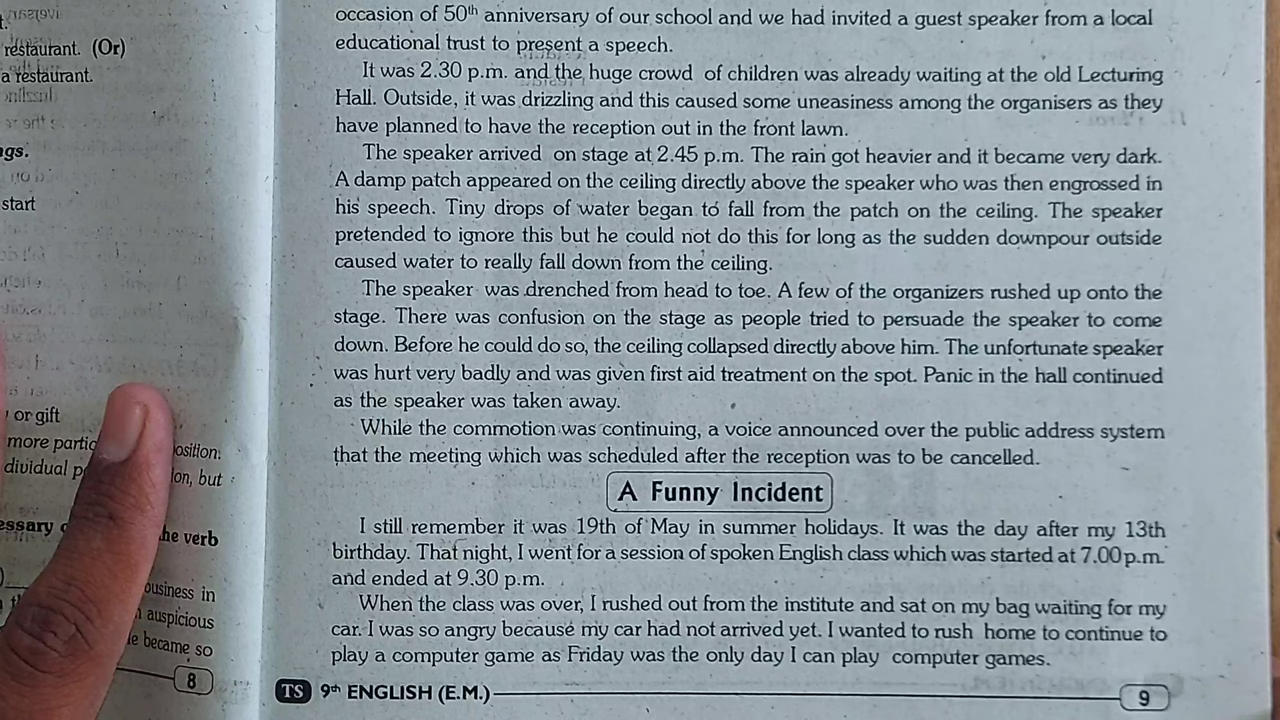 restaurant. (Or)
a restaurant.
ngs.
start
or gift
more partic osition.
dividual p ion, but
essary he verb
business in
auspicious
le became so
8
occasion of 50th anniversary of our school and we had invited a guest speaker from a local
educational trust to present a speech.
It was 2.30 p.m. and the huge crowd of children was already waiting at the old Lecturing
Hall. Outside, it was drizzling and this caused some uneasiness among the organisers as they
have planned to have the reception out in the front lawn.
The speaker arrived on stage at 2.45 p.m. The rain got heavier and it became very dark.
A damp patch appeared on the ceiling directly above the speaker who was then engrossed in
his speech. Tiny drops of water began to fall from the patch on the ceiling. The speaker
pretended to ignore this but he could not do this for long as the sudden downpour outside
caused water to really fall down from the ceiling.
The speaker was drenched from head to toe. A few of the organizers rushed up onto the
stage. There was confusion on the stage as people tried to persuade the speaker to come
down. Before he could do so, the ceiling collapsed directly above him. The unfortunate speaker
was hurt very badly and was given first aid treatment on the spot. Panic in the hall continued
as the speaker was taken away.
While the commotion was continuing, a voice announced over the public address system
that the meeting which was scheduled after the reception was to be cancelled.
A Funny Incident
I still remember it was 19th of May in summer holidays. It was the day after my 13th
birthday. That night, I went for a session of spoken English class which was started at 7.00p.m.
and ended at 9.30 p.m.
When the class was over, I rushed out from the institute and sat on my bag waiting for my
car. I was so angry because my car had not arrived yet. I wanted to rush home to continue to
play a computer game as Friday was the only day I can play computer games.
TS 9th ENGLISH (E.M.) 9